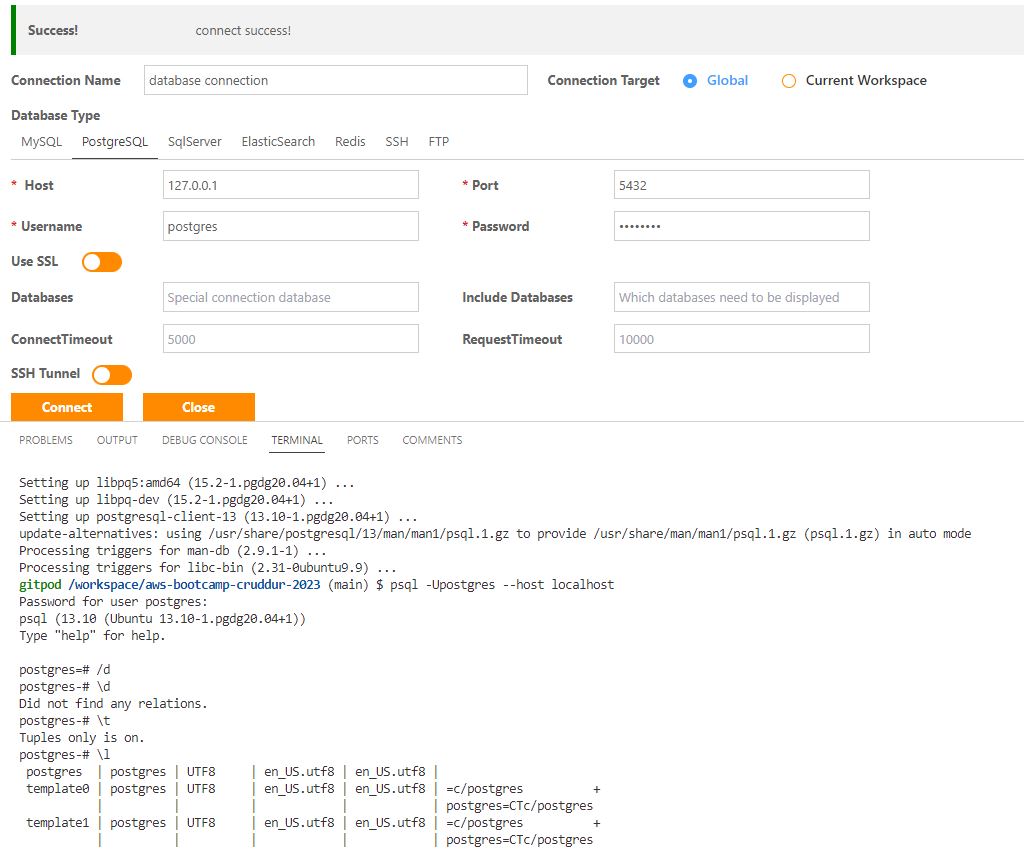 Success! connect success!
Connection Name database connection Connection Target Global Current Workspace
Database Type
MySQL PostgreSQL SqlServer ElasticSearch Redis SSH FTP
* Host 127.0.0.1 * Port 5432
* Username postgres * Password ••••••••
Use SSL
Databases Special connection database Include Databases Which databases need to be displayed
ConnectTimeout 5000 RequestTimeout 10000
SSH Tunnel
Connect Close
PROBLEMS OUTPUT DEBUG CONSOLE TERMINAL PORTS COMMENTS
Setting up libpq5:amd64 (15.2-1.pgdg20.04+1) ...
Setting up libpq-dev (15.2-1.pgdg20.04+1) ...
Setting up postgresql-client-13 (13.10-1.pgdg20.04+1) ...
update-alternatives: using /usr/share/postgresql/13/man/man1/psql.1.gz to provide /usr/share/man/man1/psql.1.gz (psql.1.gz) in auto mode
Processing triggers for man-db (2.9.1-1) ...
Processing triggers for libc-bin (2.31-0ubuntu9.9) ...
gitpod /workspace/aws-bootcamp-cruddur-2023 (main) $ psql -Upostgres --host localhost
Password for user postgres:
psql (13.10 (Ubuntu 13.10-1.pgdg20.04+1))
Type "help" for help.
postgres=# /d
postgres-# \d
Did not find any relations.
postgres-# \t
Tuples only is on.
postgres-# \l
postgres | postgres | UTF8 | en_US.utf8 | en_US.utf8 |
template0 | postgres | UTF8 | en_US.utf8 | en_US.utf8 | =c/postgres +
| | | | | postgres=CTc/postgres
template1 | postgres | UTF8 | en_US.utf8 | en_US.utf8 | =c/postgres +
| | | | | postgres=CTc/postgres